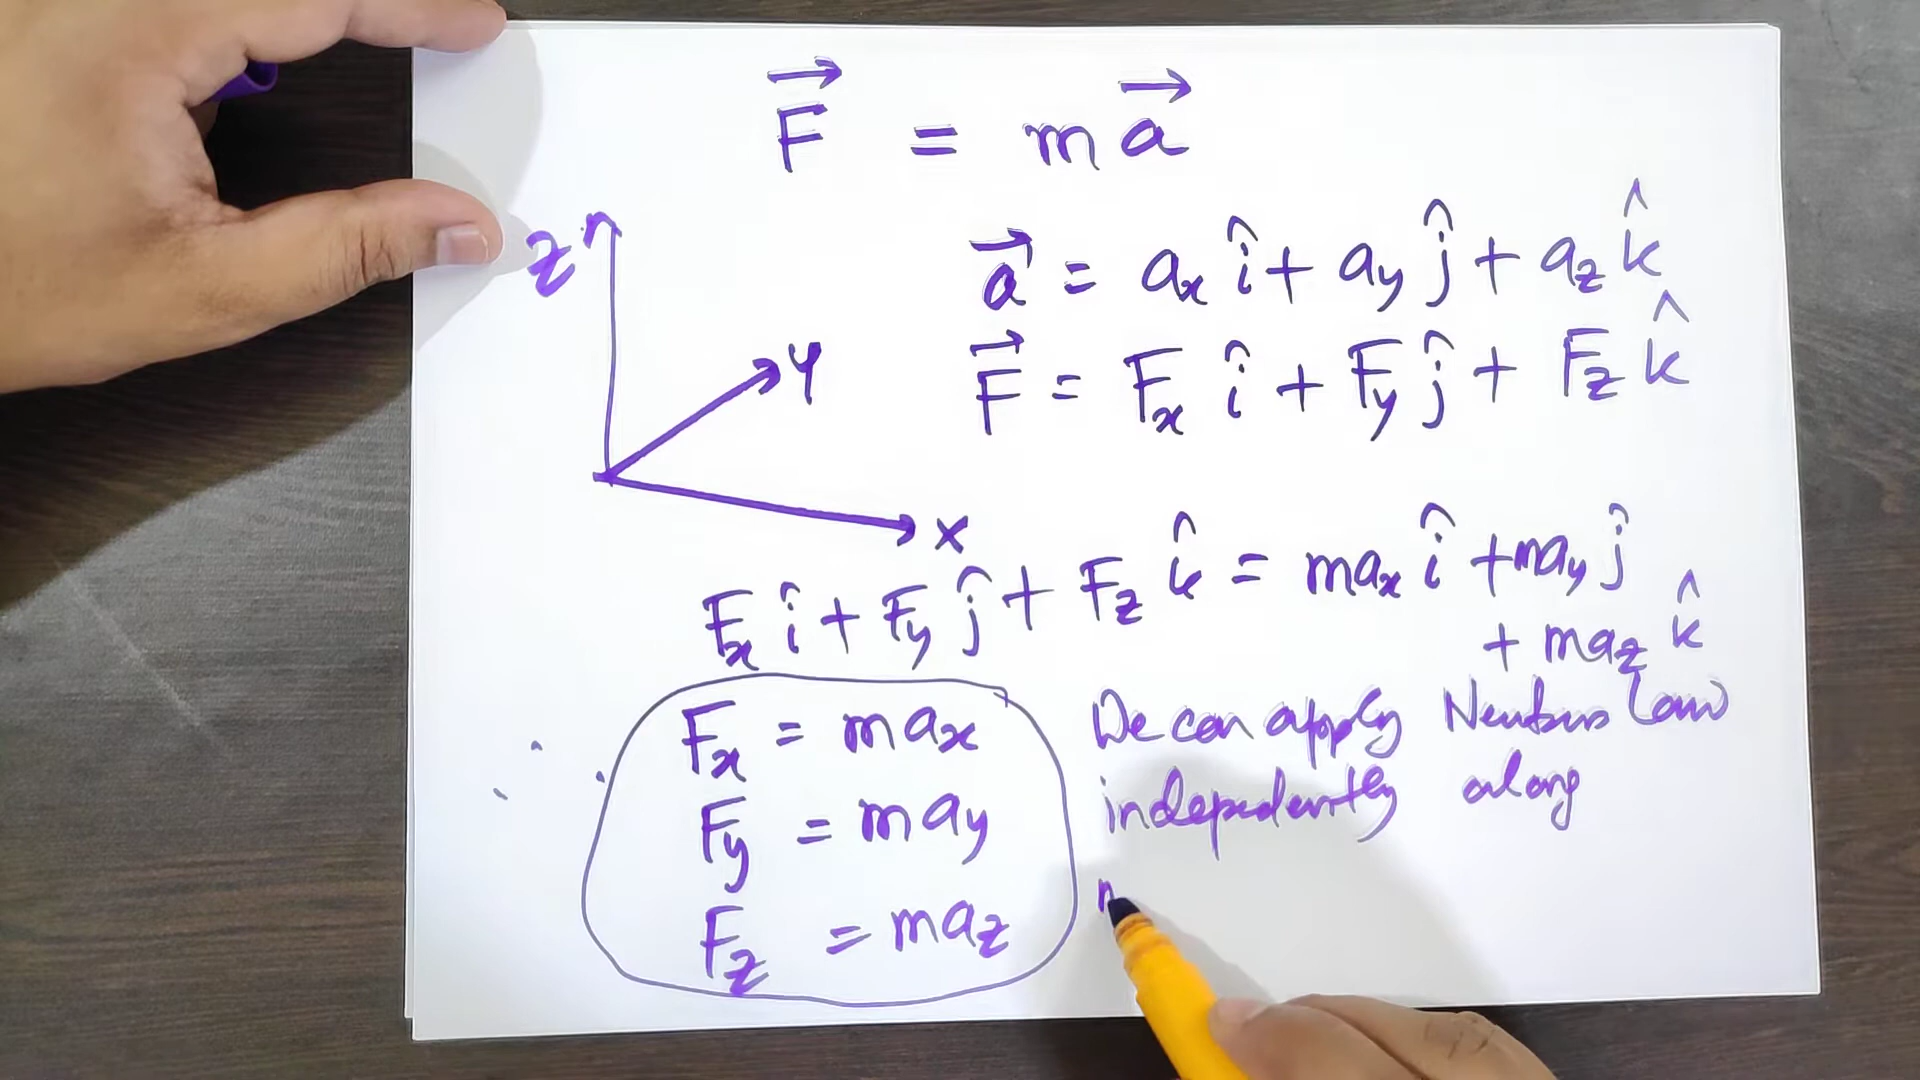 F⃗ = m a⃗
Z
a⃗ = aₓ î + a_y ĵ + a_z k̂
Y
F⃗ = Fₓ î + F_y ĵ + F_z k̂
X
Fₓ î + F_y ĵ + F_z k̂ = maₓ î + ma_y ĵ
+ ma_z k̂
Fₓ = maₓ
We can apply Newtons law
F_y = ma_y
independently along
F_z = ma_z